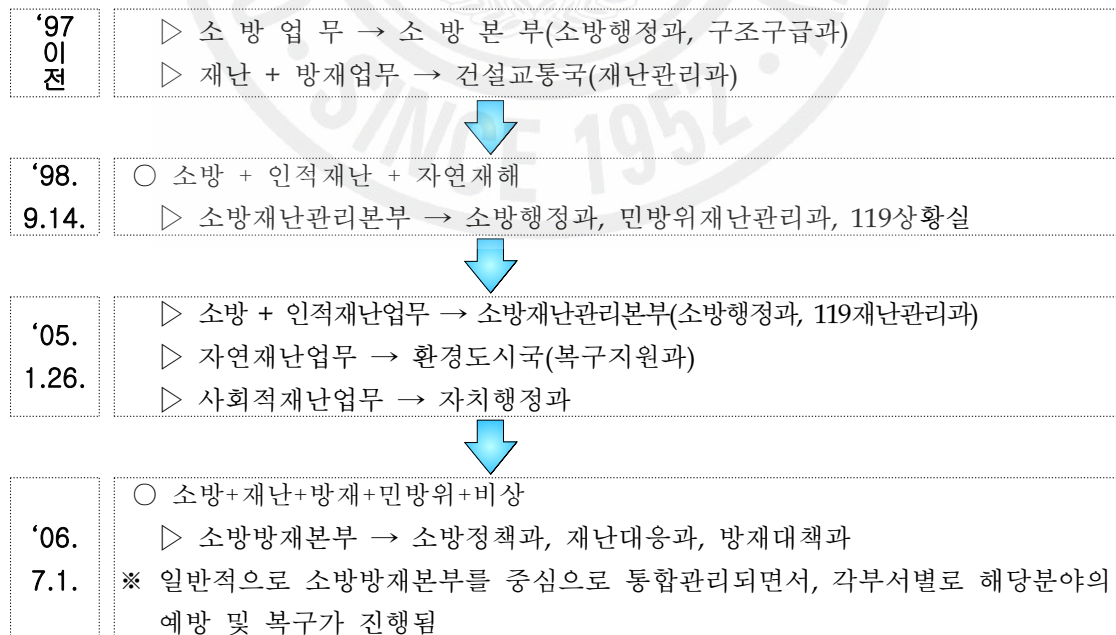 ‘97
이
전
▷ 소 방 업 무 → 소 방 본 부(소방행정과, 구조구급과)
▷ 재난 + 방재업무 → 건설교통국(재난관리과)
SINCE 1952
‘98.
9.14.
○ 소방 + 인적재난 + 자연재해
▷ 소방재난관리본부 → 소방행정과, 민방위재난관리과, 119상황실
‘05.
1.26.
▷ 소방 + 인적재난업무 → 소방재난관리본부(소방행정과, 119재난관리과)
▷ 자연재난업무 → 환경도시국(복구지원과)
▷ 사회적재난업무 → 자치행정과
‘06.
7.1.
○ 소방+재난+방재+민방위+비상
▷ 소방방재본부 → 소방정책과, 재난대응과, 방재대책과
※ 일반적으로 소방방재본부를 중심으로 통합관리되면서, 각부서별로 해당분야의
예방 및 복구가 진행됨